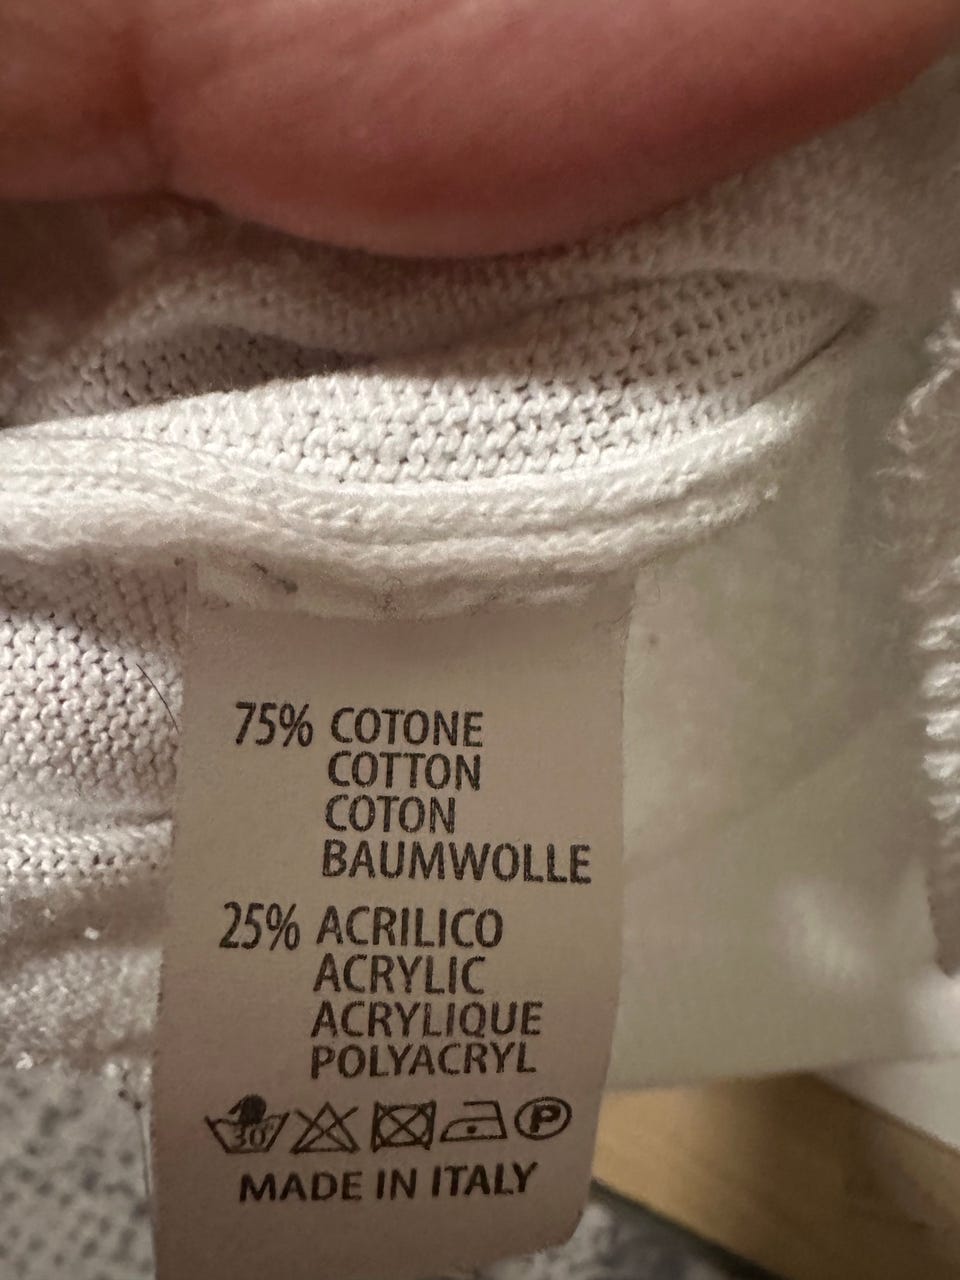 75% COTONE
COTTON
COTON
BAUMWOLLE
25% ACRILICO
ACRYLIC
ACRYLIQUE
POLYACRYL
30° P
MADE IN ITALY